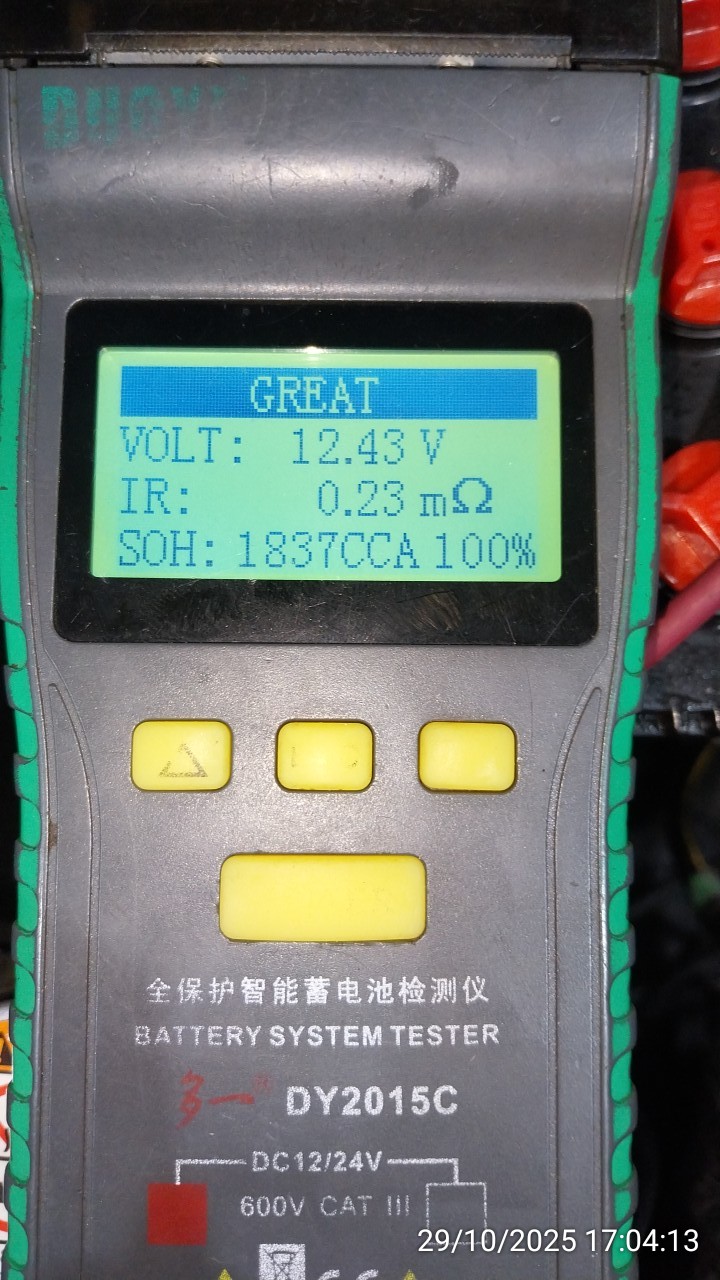 GREAT
VOLT: 12.43 V
IR: 0.23 mΩ
SOH: 1837CCA 100%
全保护智能蓄电池检测仪
BATTERY SYSTEM TESTER
多一® DY2015C
DC12/24V
600V CAT III
29/10/2025 17:04:13